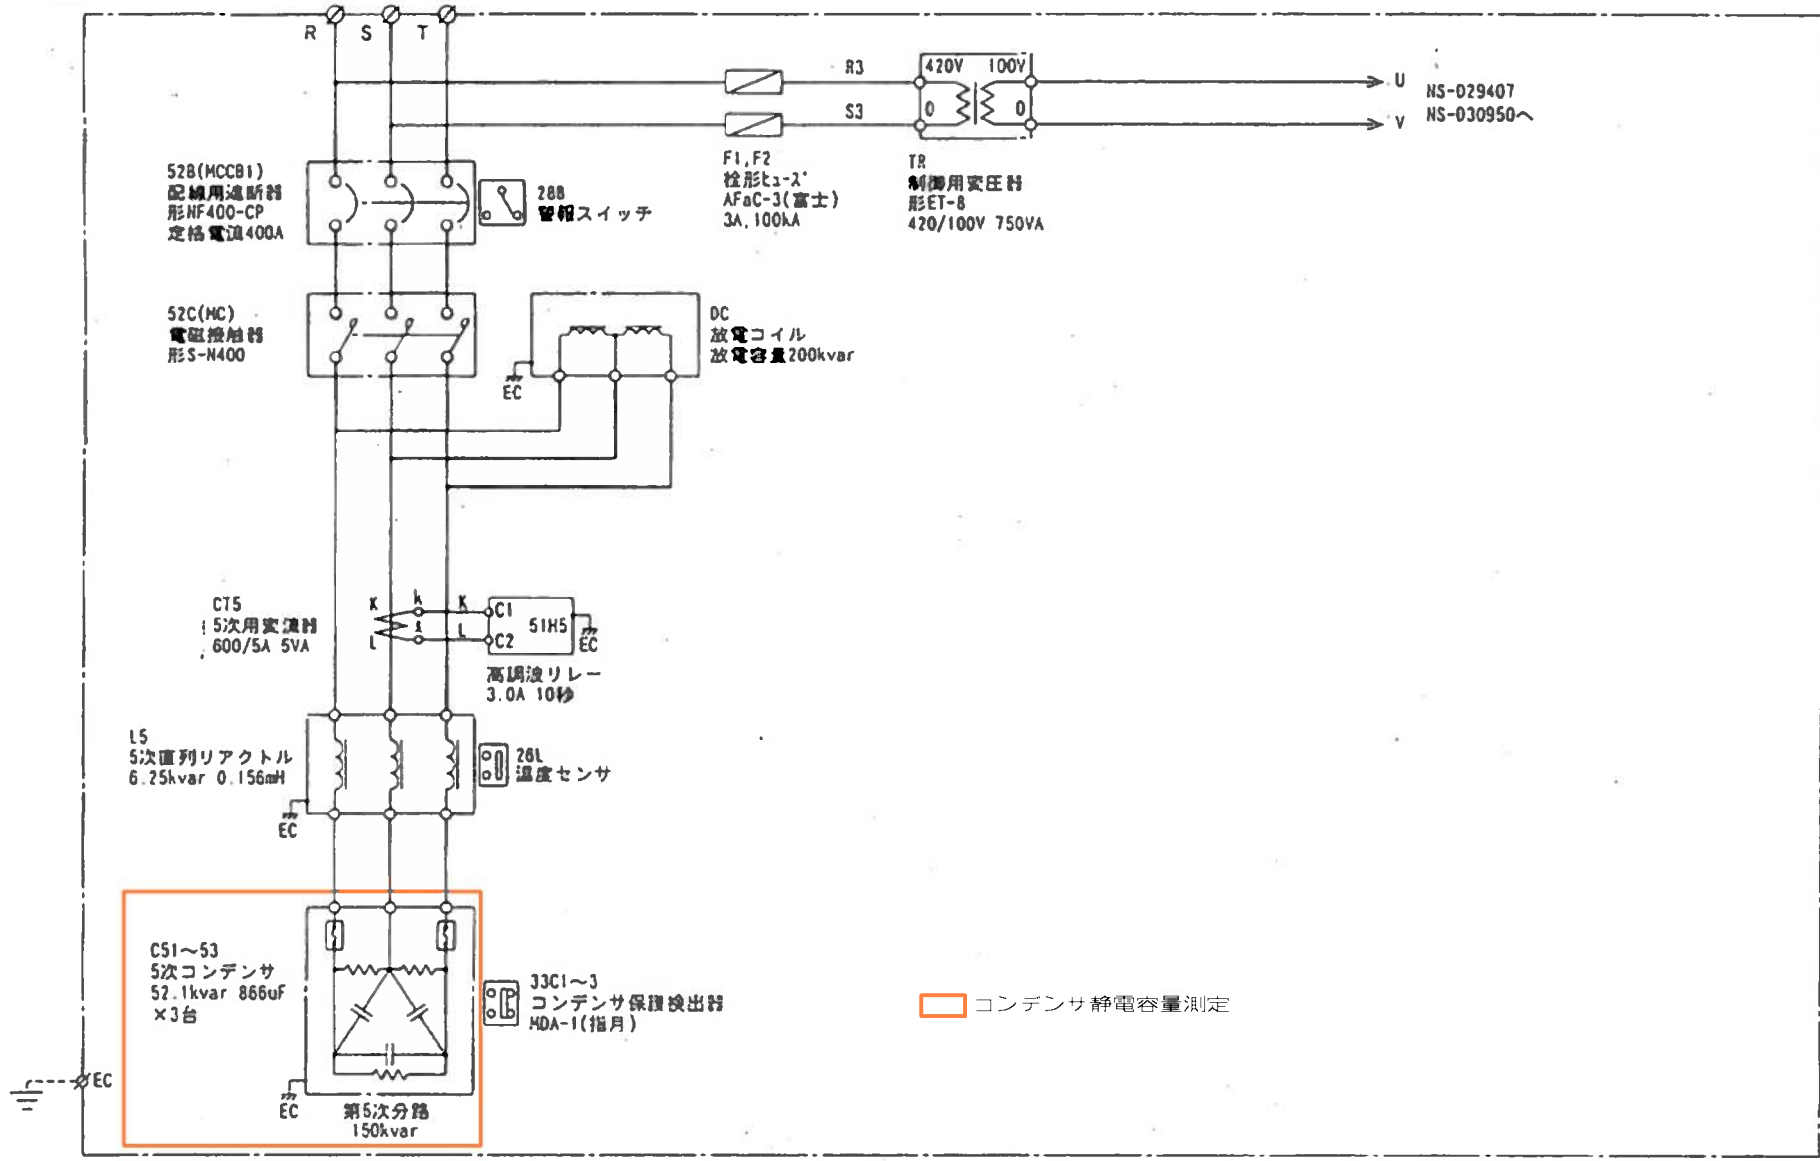 R S T
R3
420V 100V
U
NS-D29407
S3
0 0
V
NS-D30950へ
52B(MCCB1)
配線用遮断器
形NF400-CP
定格電流400A
28B
警報スイッチ
F1,F2
栓形ヒューズ
AFaC-3(富士)
3A,100kA
TR
制御用変圧器
形ET-8
420/100V 750VA
52C(MC)
電磁接触器
形S-N400
DC
放電コイル
放電容量200kvar
EC
CT5
5次用変流器
600/5A 5VA
K k K C1
L ℓ L C2
51H5
EC
高調波リレー
3.0A 10秒
L5
5次直列リアクトル
6.25kvar 0.156mH
26L
温度センサ
EC
C51～53
5次コンデンサ
52.1kvar 866uF
×3台
33C1～3
コンデンサ保護検出器
MDA-1(指月)
コンデンサ静電容量測定
EC
EC
第5次分路
150kvar